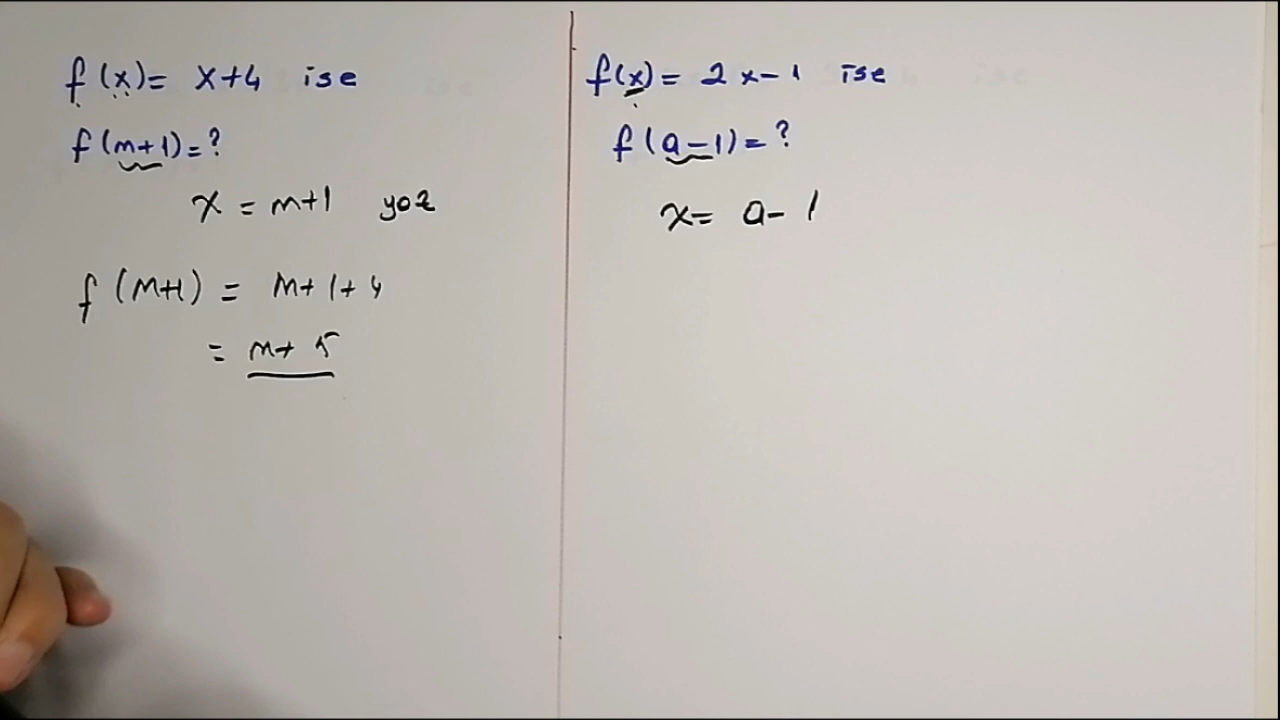 f(x) = x+4 ise
f(m+1) = ?
x = m+1 yaz
f(m+1) = m+1+4
= m+5
f(x) = 2x-1 ise
f(a-1) = ?
x = a-1